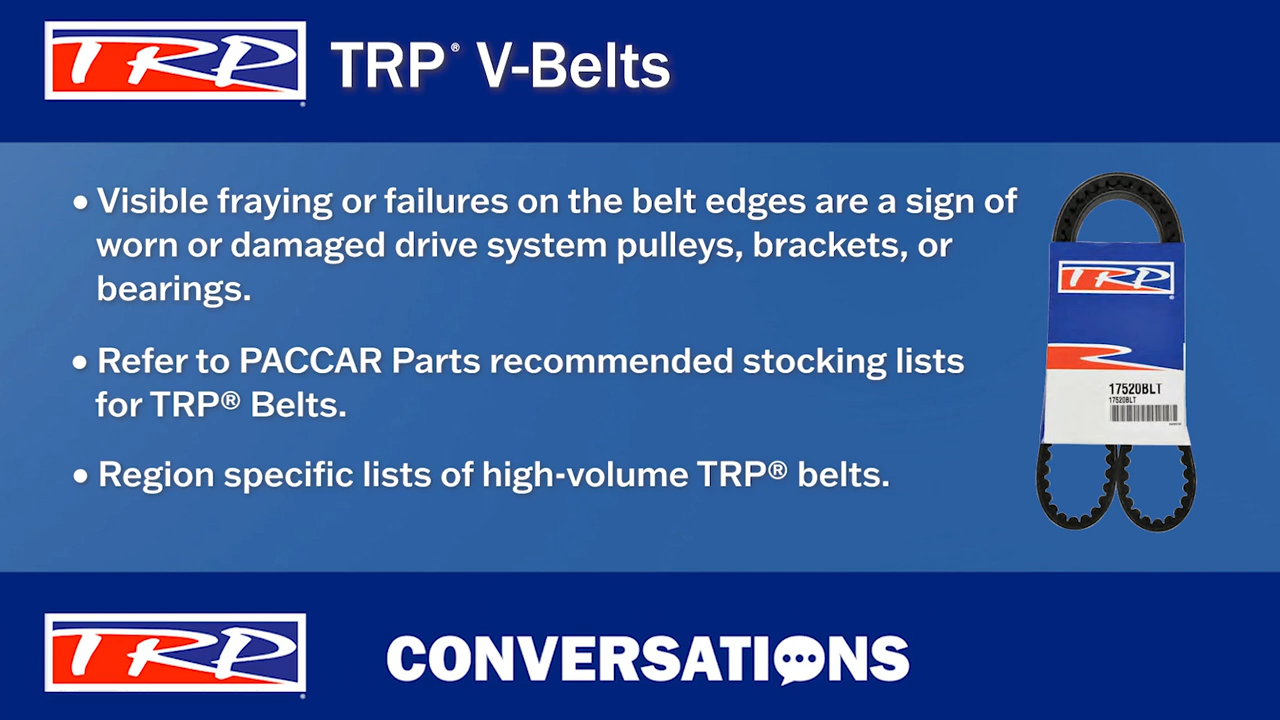 TRP
TRP® V-Belts
• Visible fraying or failures on the belt edges are a sign of
worn or damaged drive system pulleys, brackets, or
bearings.
• Refer to PACCAR Parts recommended stocking lists
for TRP® Belts.
• Region specific lists of high-volume TRP® belts.
TRP
17520BLT
17520BLT
TRP
CONVERSATIONS